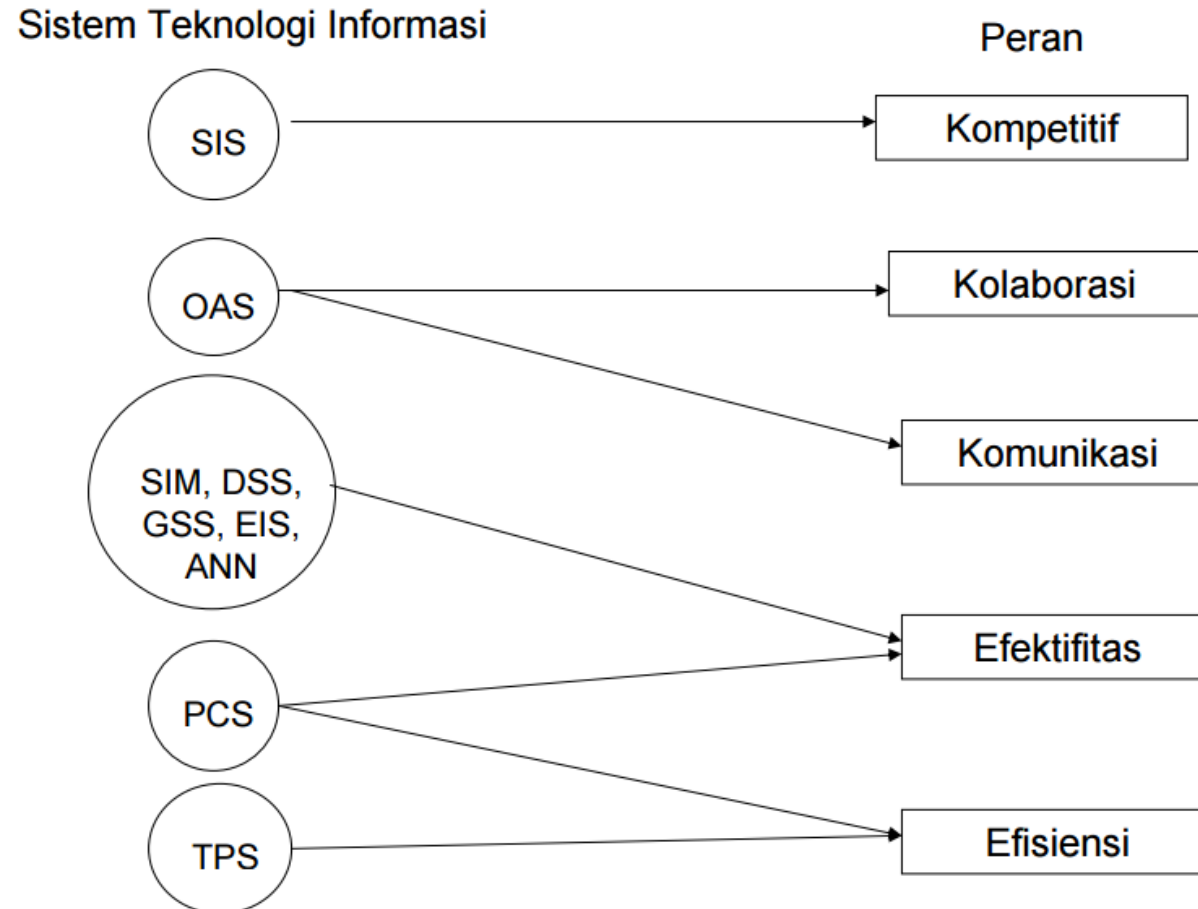 Sistem Teknologi Informasi
Peran
SIS
Kompetitif
OAS
Kolaborasi
Komunikasi
SIM, DSS,
GSS, EIS,
ANN
Efektifitas
PCS
Efisiensi
TPS